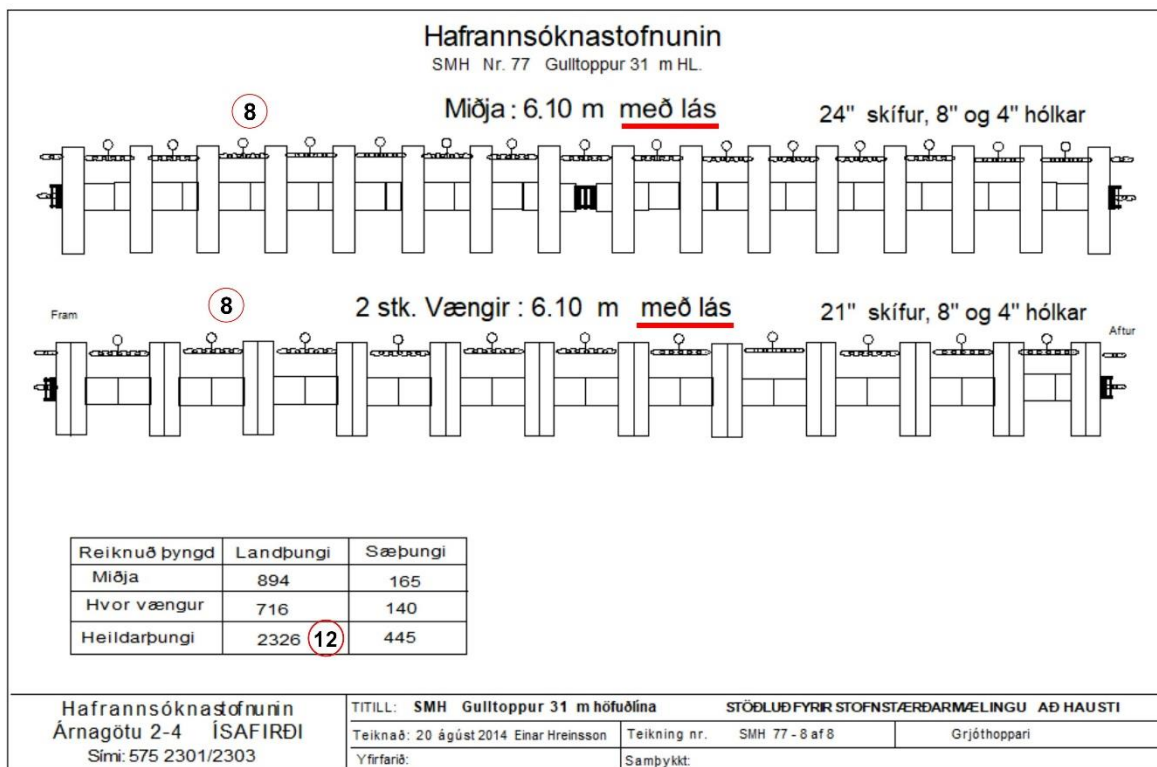 Hafrannsóknastofnunin
SMH Nr. 77 Gulltoppur 31 m HL.
8 Miðja : 6.10 m með lás 24" skífur, 8" og 4" hólkar
Fram 8 2 stk. Vængir : 6.10 m með lás 21" skífur, 8" og 4" hólkar Aftur
Reiknuð þyngd Landþungi Sæþungi
Miðja 894 165
Hvor vængur 716 140
Heildarþungi 2326 12 445
Hafrannsóknastofnunin
Árnagötu 2-4 ÍSAFIRÐI
Sími: 575 2301/2303
TITILL: SMH Gulltoppur 31 m höfuðlína STÖÐLUÐ FYRIR STOFNSTÆRÐARMÆLINGU AÐ HAUSTI
Teiknað: 20 ágúst 2014 Einar Hreinsson Teikning nr. SMH 77 - 8 af 8 Grjóthoppari
Yfirfarið: Samþykkt: